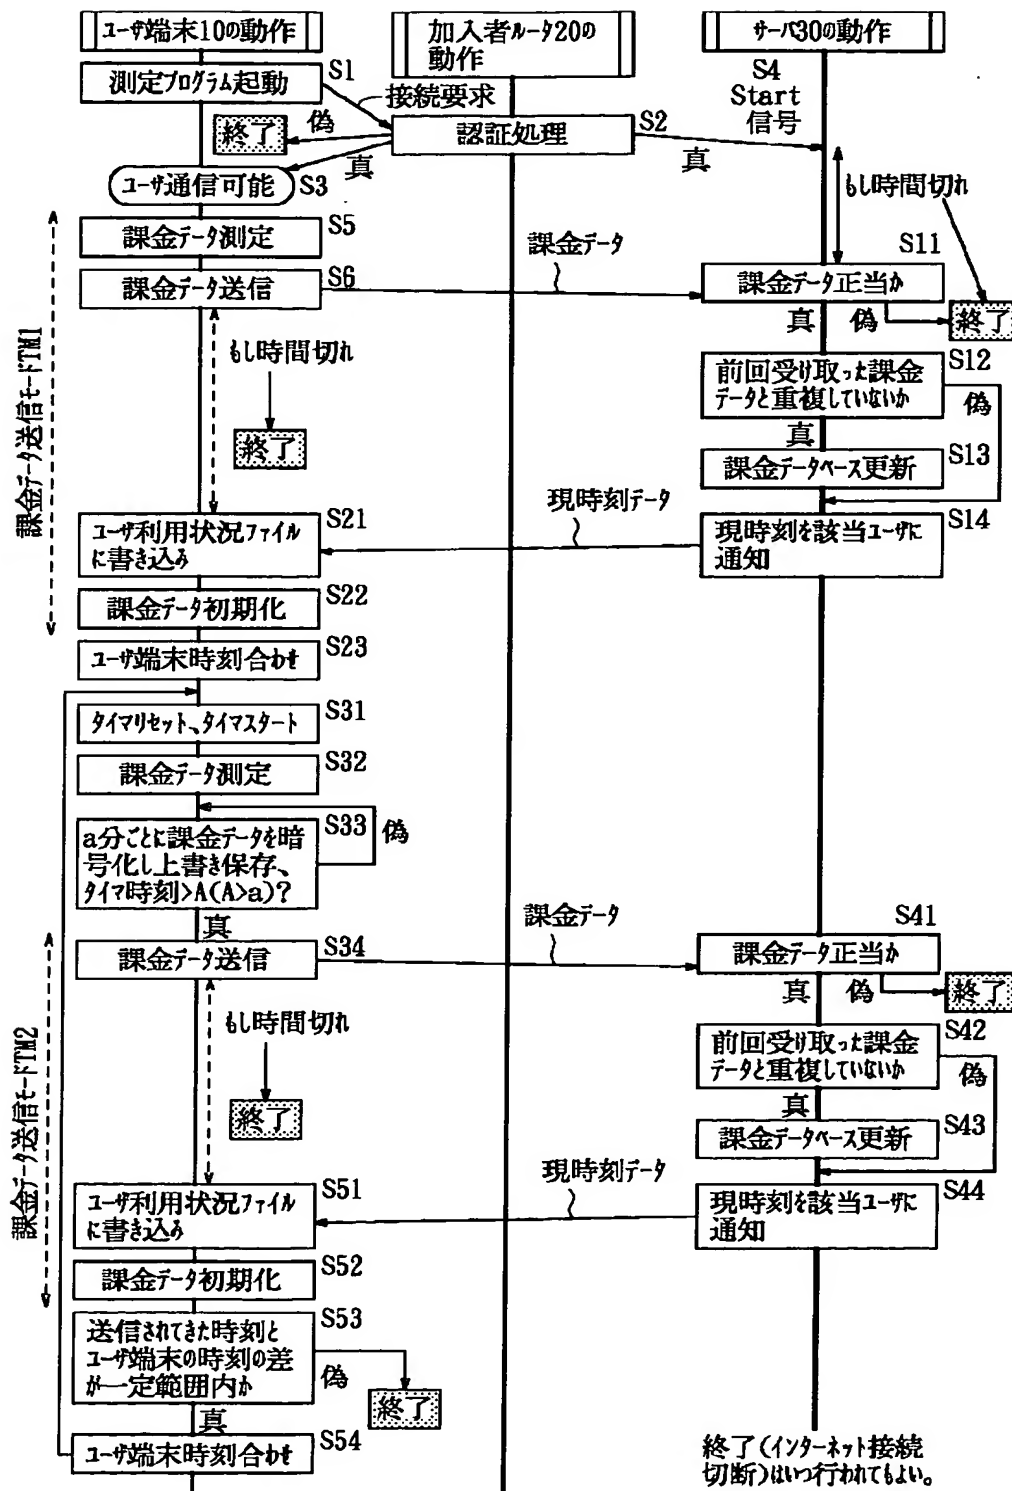 ユーザ端末10の動作
加入者ルータ20の
動作
サーバ30の動作
測定プログラム起動
S1
接続要求
S4
Start
信号
終了
偽
認証処理
S2
真
真
ユーザ通信可能
S3
もし時間切れ
課金データ測定
S5
課金データ
S11
課金データ送信
S6
課金データ正当か
真
偽
終了
もし時間切れ
終了
課金データ送信モードTM1
前回受け取った課金
データと重複していないか
S12
偽
真
課金データベース更新
S13
現時刻データ
ユーザ利用状況ファイル
に書き込み
S21
現時刻を該当ユーザに
通知
S14
課金データ初期化
S22
ユーザ端末時刻合わせ
S23
タイマリセット、タイマスタート
S31
課金データ測定
S32
a分ごとに課金データを暗
号化し上書き保存、
タイマ時刻>A(A>a)?
S33
偽
真
課金データ
S41
課金データ送信
S34
課金データ正当か
真
偽
終了
もし時間切れ
終了
課金データ送信モードTM2
前回受け取った課金
データと重複していないか
S42
偽
真
課金データベース更新
S43
現時刻データ
ユーザ利用状況ファイル
に書き込み
S51
現時刻を該当ユーザに
通知
S44
課金データ初期化
S52
送信されてきた時刻と
ユーザ端末の時刻の差
が一定範囲内か
S53
偽
終了
真
ユーザ端末時刻合わせ
S54
終了(インターネット接続
切断)はいつ行われてもよい。